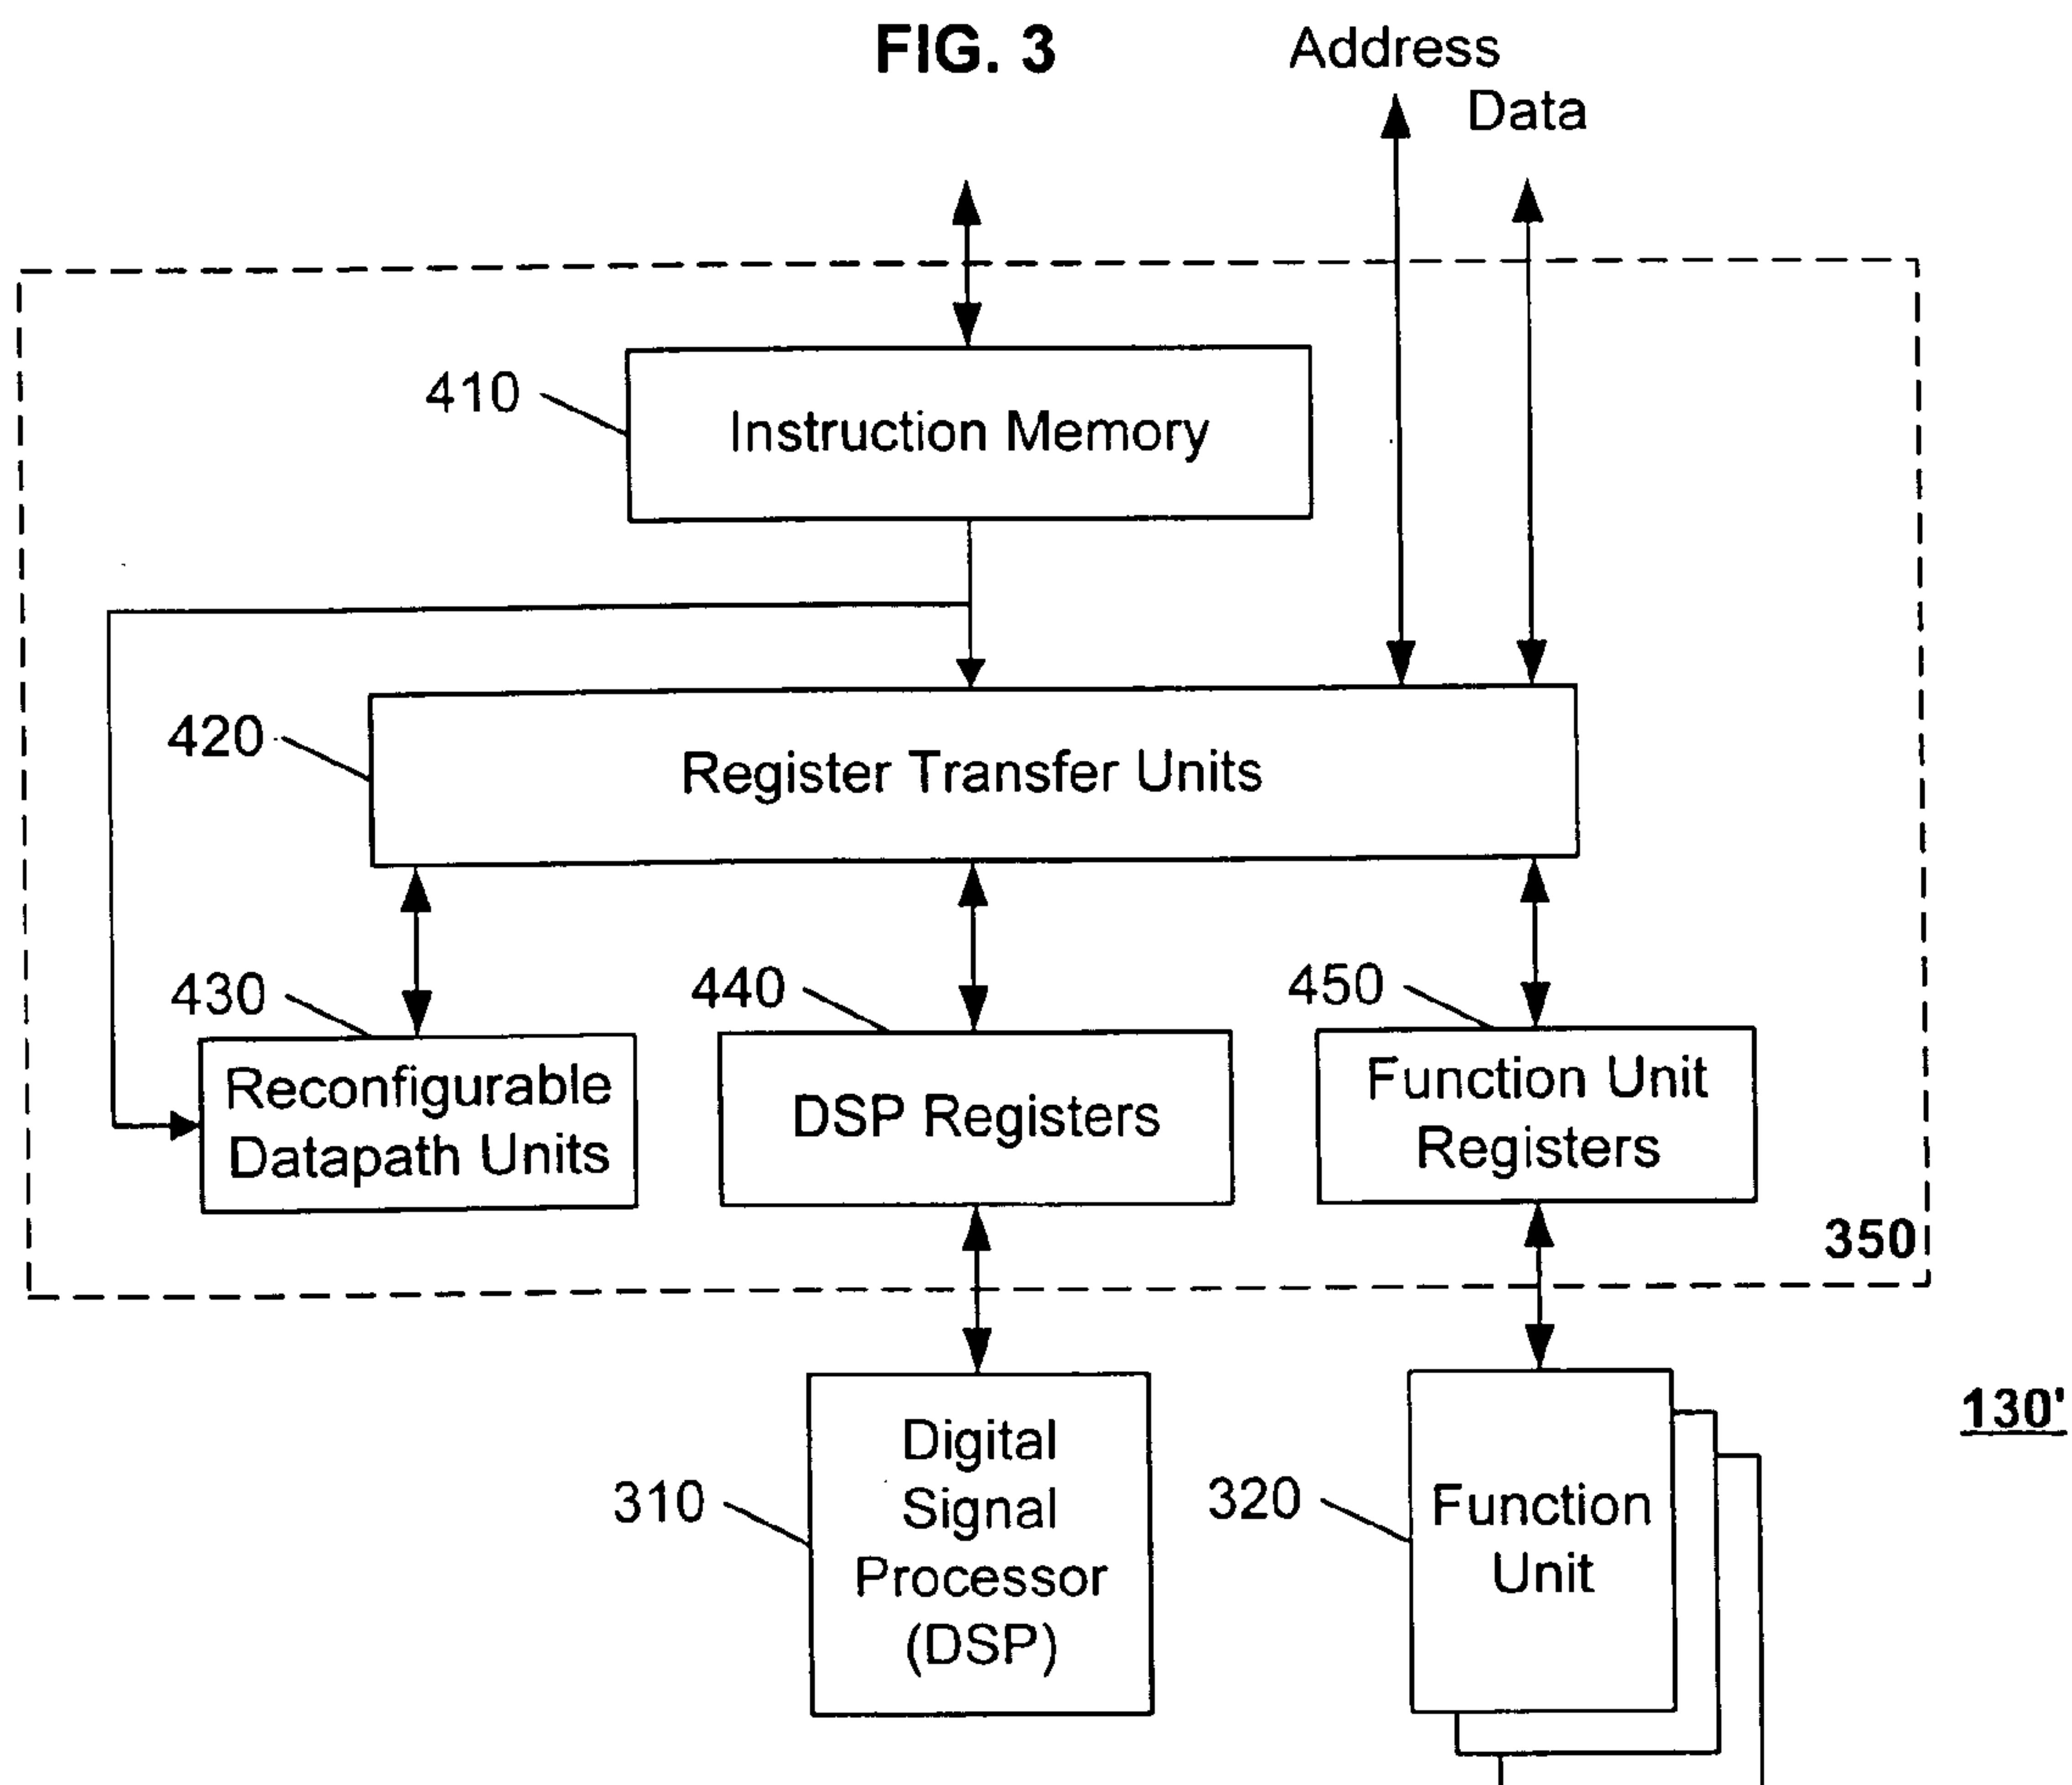 FIG. 3
Address
Data
410
Instruction Memory
420
Register Transfer Units
430
440
450
Reconfigurable
Datapath Units
DSP Registers
Function Unit
Registers
350
130'
310
Digital
Signal
Processor
(DSP)
320
Function
Unit